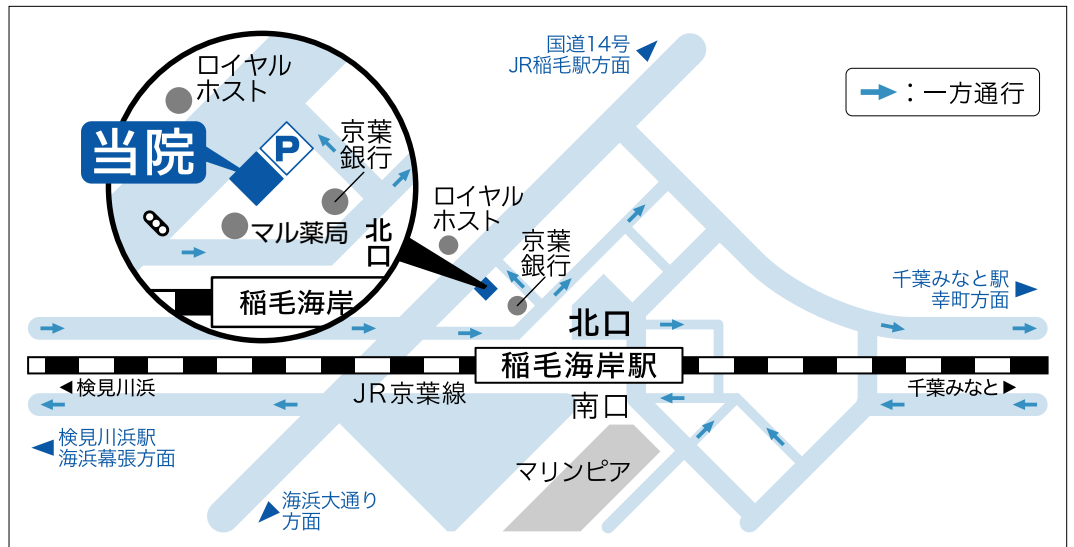 国道14号
JR稲毛駅方面
：一方通行
ロイヤル
ホスト
当院
P
京葉
銀行
マル薬局
北
口
稲毛海岸
ロイヤル
ホスト
京葉
銀行
千葉みなと駅
幸町方面
北口
稲毛海岸駅
検見川浜
JR京葉線
南口
千葉みなと
検見川浜駅
海浜幕張方面
マリンピア
海浜大通り
方面